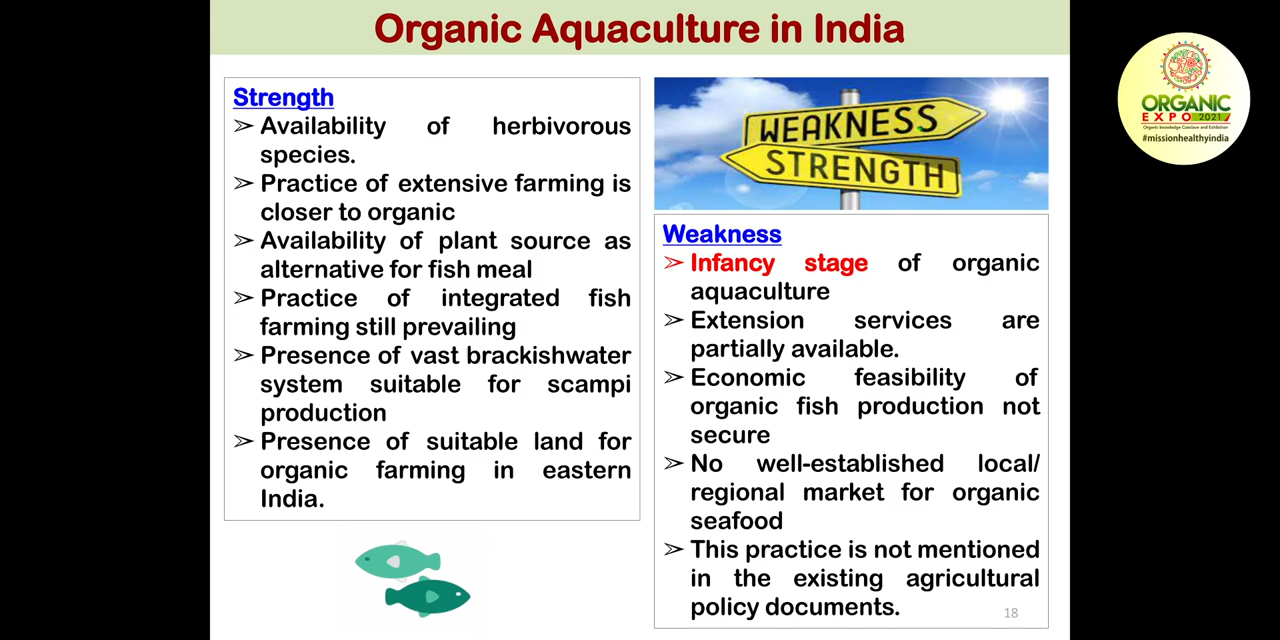 Organic Aquaculture in India
Strength
➢ Availability of herbivorous
species.
➢ Practice of extensive farming is
closer to organic
➢ Availability of plant source as
alternative for fish meal
➢ Practice of integrated fish
farming still prevailing
➢ Presence of vast brackishwater
system suitable for scampi
production
➢ Presence of suitable land for
organic farming in eastern
India.
WEAKNESS
STRENGTH
Weakness
➢ Infancy stage of organic
aquaculture
➢ Extension services are
partially available.
➢ Economic feasibility of
organic fish production not
secure
➢ No well-established local/
regional market for organic
seafood
➢ This practice is not mentioned
in the existing agricultural
policy documents.
18
ORGANIC
EXPO 2021
Organic knowledge Conclave and Exhibition
#missionhealthyindia